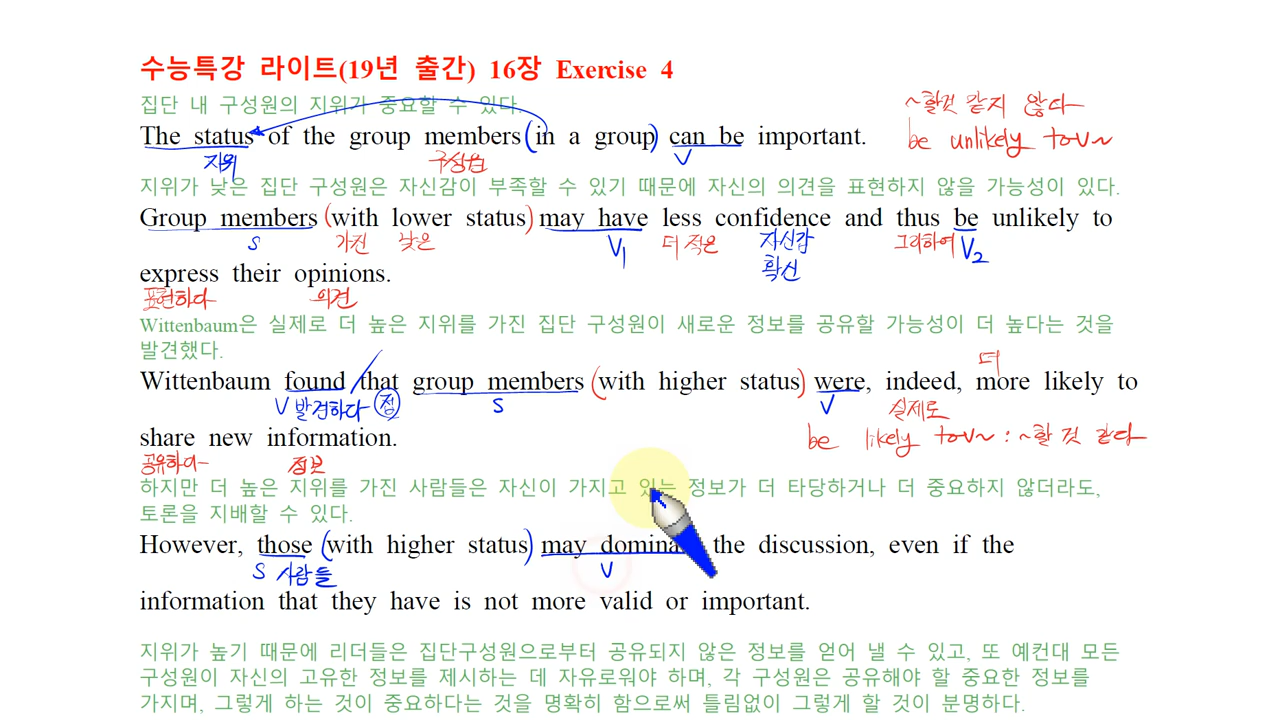 수능특강 라이트(19년 출간) 16장 Exercise 4
집단 내 구성원의 지위가 중요할 수 있다.
~할것 같지 않다
The status of the group members (in a group) can be important.
be unlikely to V~
지위 구성원 V
지위가 낮은 집단 구성원은 자신감이 부족할 수 있기 때문에 자신의 의견을 표현하지 않을 가능성이 있다.
Group members (with lower status) may have less confidence and thus be unlikely to
S 가진 낮은 V1 더 적은 자신감 그리하여 V2
확신
express their opinions.
표현하다 의견
Wittenbaum은 실제로 더 높은 지위를 가진 집단 구성원이 새로운 정보를 공유할 가능성이 더 높다는 것을
발견했다.
더
Wittenbaum found that group members (with higher status) were, indeed, more likely to
V 발견하다 접 S V 실제로
share new information.
be likely to V~ : ~할 것 같다
공유하다 정보
하지만 더 높은 지위를 가진 사람들은 자신이 가지고 있는 정보가 더 타당하거나 더 중요하지 않더라도,
토론을 지배할 수 있다.
However, those (with higher status) may domina the discussion, even if the
S 사람들 V
information that they have is not more valid or important.
지위가 높기 때문에 리더들은 집단구성원으로부터 공유되지 않은 정보를 얻어 낼 수 있고, 또 예컨대 모든
구성원이 자신의 고유한 정보를 제시하는 데 자유로워야 하며, 각 구성원은 공유해야 할 중요한 정보를
가지며, 그렇게 하는 것이 중요하다는 것을 명확히 함으로써 틀림없이 그렇게 할 것이 분명하다.